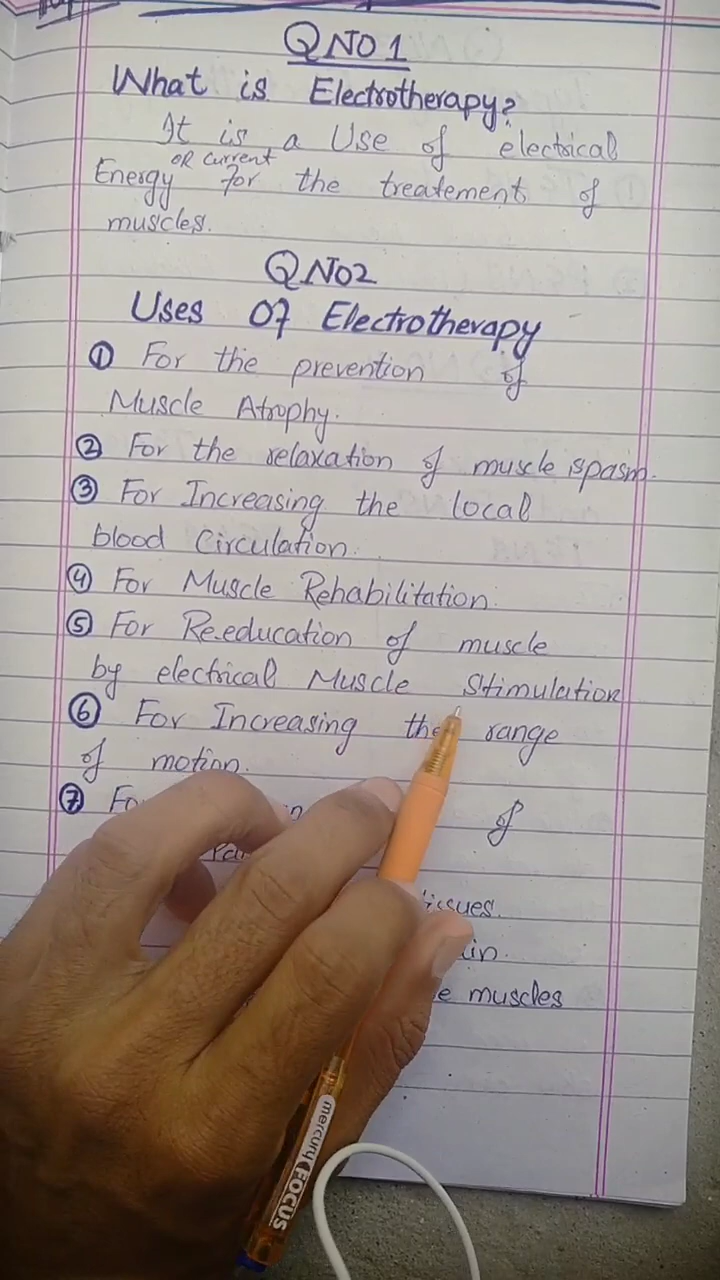 Q NO 1
What is Electrotherapy?
It is a Use of electrical
OR current
Energy for the treatement of
muscles.
Q NO2
Uses Of Electrotherapy
① For the prevention of
Muscle Atrophy.
② For the relaxation of muscle spasm.
③ For Increasing the local
blood Circulation.
④ For Muscle Rehabilitation.
⑤ For Re-education of muscle
by electrical Muscle Stimulation
⑥ For Increasing the range
of motion.
⑦ of
tissues.
muscles
mercury FOCUS